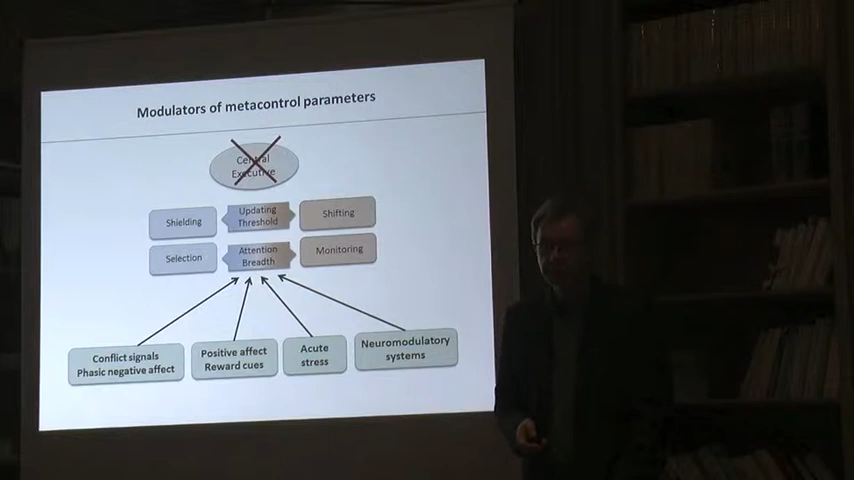 Modulators of metacontrol parameters
Central
Executive
Shielding
Updating
Threshold
Shifting
Selection
Attention
Breadth
Monitoring
Conflict signals
Phasic negative affect
Positive affect
Reward cues
Acute
stress
Neuromodulatory
systems